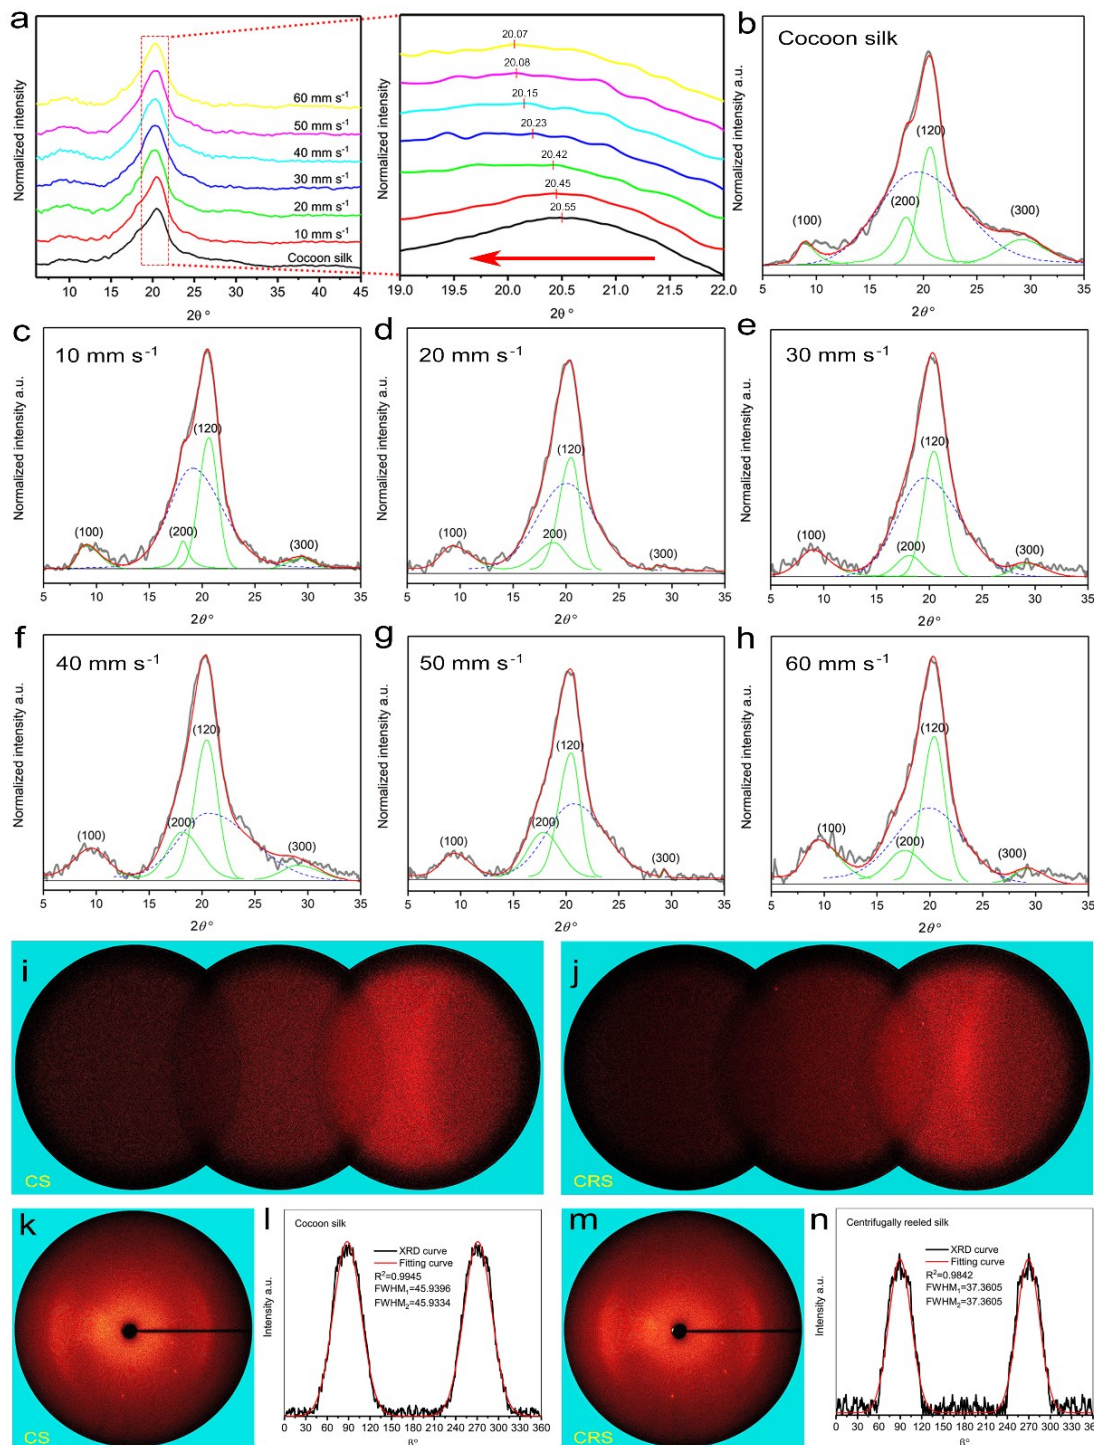 a
Normalized intensity
60 mm s⁻¹
50 mm s⁻¹
40 mm s⁻¹
30 mm s⁻¹
20 mm s⁻¹
10 mm s⁻¹
Cocoon silk
10 15 20 25 30 35 40 45
2θ°
Normalized intensity
20.07
20.08
20.15
20.23
20.42
20.45
20.55
19.0 19.5 20.0 20.5 21.0 21.5 22.0
2θ°
b
Cocoon silk
Normalized intensity a.u.
(100)
(200)
(120)
(300)
5 10 15 20 25 30 35
2θ°
c
10 mm s⁻¹
Normalized intensity a.u.
(100)
(200)
(120)
(300)
5 10 15 20 25 30 35
2θ°
d
20 mm s⁻¹
Normalized intensity a.u.
(100)
(200)
(120)
(300)
5 10 15 20 25 30 35
2θ°
e
30 mm s⁻¹
Normalized intensity a.u.
(100)
(200)
(120)
(300)
5 10 15 20 25 30 35
2θ°
f
40 mm s⁻¹
Normalized intensity a.u.
(100)
(200)
(120)
(300)
5 10 15 20 25 30 35
2θ°
g
50 mm s⁻¹
Normalized intensity a.u.
(100)
(200)
(120)
(300)
5 10 15 20 25 30 35
2θ°
h
60 mm s⁻¹
Normalized intensity a.u.
(100)
(200)
(120)
(300)
5 10 15 20 25 30 35
2θ°
i
CS
j
CRS
k
CS
l
Cocoon silk
XRD curve
Fitting curve
R²=0.9945
FWHM₁=45.9396
FWHM₂=45.9334
Intensity a.u.
0 30 60 90 120 150 180 210 240 270 300 330 360
β°
m
CRS
n
Centrifugally reeled silk
XRD curve
Fitting curve
R²=0.9842
FWHM₁=37.3605
FWHM₂=37.3605
Intensity a.u.
0 30 60 90 120 150 180 210 240 270 300 330 360
β°